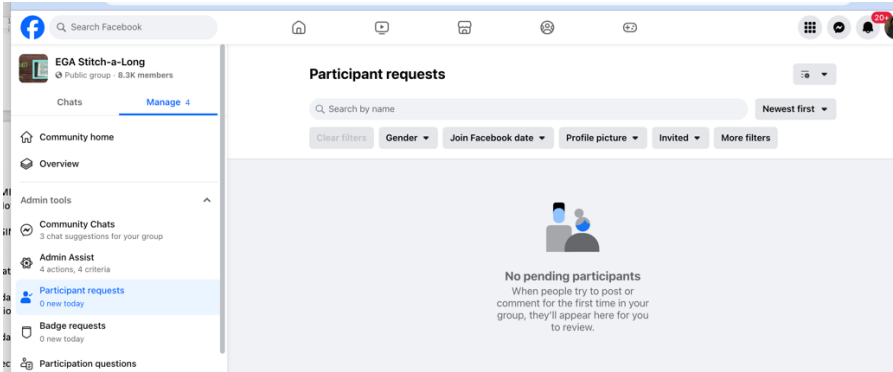 Search Facebook
20+
EGA Stitch-a-Long
Public group · 8.3K members
Chats
Manage 4
Community home
Overview
Admin tools
Community Chats
3 chat suggestions for your group
Admin Assist
4 actions, 4 criteria
Participant requests
0 new today
Badge requests
0 new today
Participation questions
Participant requests
Search by name
Newest first
Clear filters
Gender
Join Facebook date
Profile picture
Invited
More filters
No pending participants
When people try to post or
comment for the first time in your
group, they'll appear here for you
to review.